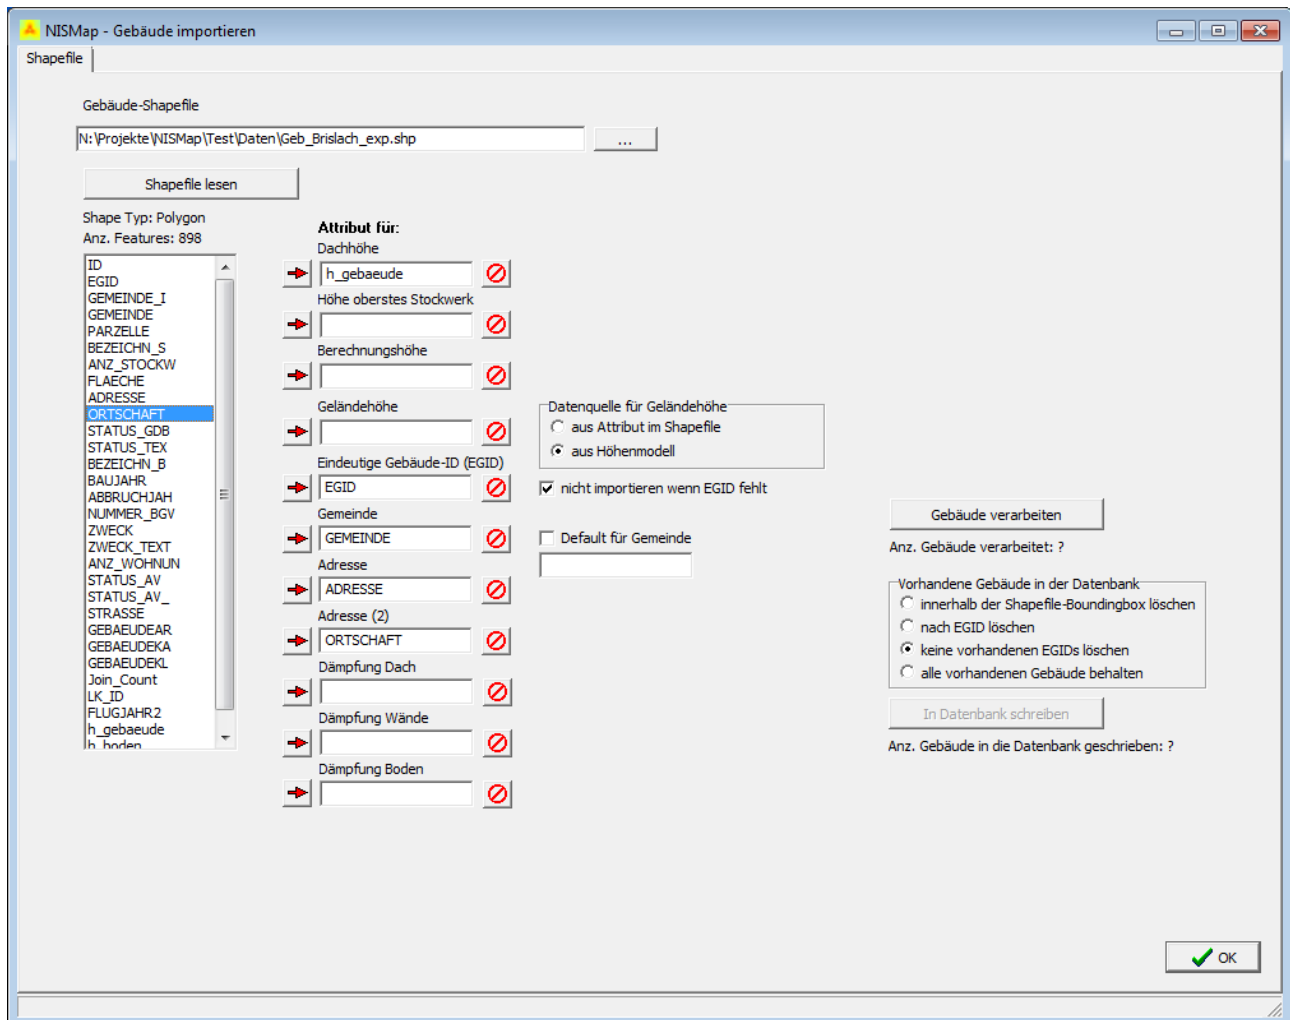 NISMap - Gebäude importieren
Shapefile
Gebäude-Shapefile
N:\Projekte\NISMap\Test\Daten\Geb_Brislach_exp.shp
...
Shapefile lesen
Shape Typ: Polygon
Anz. Features: 898
ID
EGID
GEMEINDE_I
GEMEINDE
PARZELLE
BEZEICHN_S
ANZ_STOCKW
FLAECHE
ADRESSE
ORTSCHAFT
STATUS_GDB
STATUS_TEX
BEZEICHN_B
BAUJAHR
ABBRUCHJAH
NUMMER_BGV
ZWECK
ZWECK_TEXT
ANZ_WOHNUN
STATUS_AV
STATUS_AV_
STRASSE
GEBAEUDEAR
GEBAEUDEKA
GEBAEUDEKL
Join_Count
LK_ID
FLUGJAHR2
h_gebaeude
h_boden
Attribut für:
Dachhöhe
h_gebaeude
Höhe oberstes Stockwerk
Berechnungshöhe
Geländehöhe
Eindeutige Gebäude-ID (EGID)
EGID
Gemeinde
GEMEINDE
Adresse
ADRESSE
Adresse (2)
ORTSCHAFT
Dämpfung Dach
Dämpfung Wände
Dämpfung Boden
Datenquelle für Geländehöhe
aus Attribut im Shapefile
aus Höhenmodell
nicht importieren wenn EGID fehlt
Default für Gemeinde
Gebäude verarbeiten
Anz. Gebäude verarbeitet: ?
Vorhandene Gebäude in der Datenbank
innerhalb der Shapefile-Boundingbox löschen
nach EGID löschen
keine vorhandenen EGIDs löschen
alle vorhandenen Gebäude behalten
In Datenbank schreiben
Anz. Gebäude in die Datenbank geschrieben: ?
OK